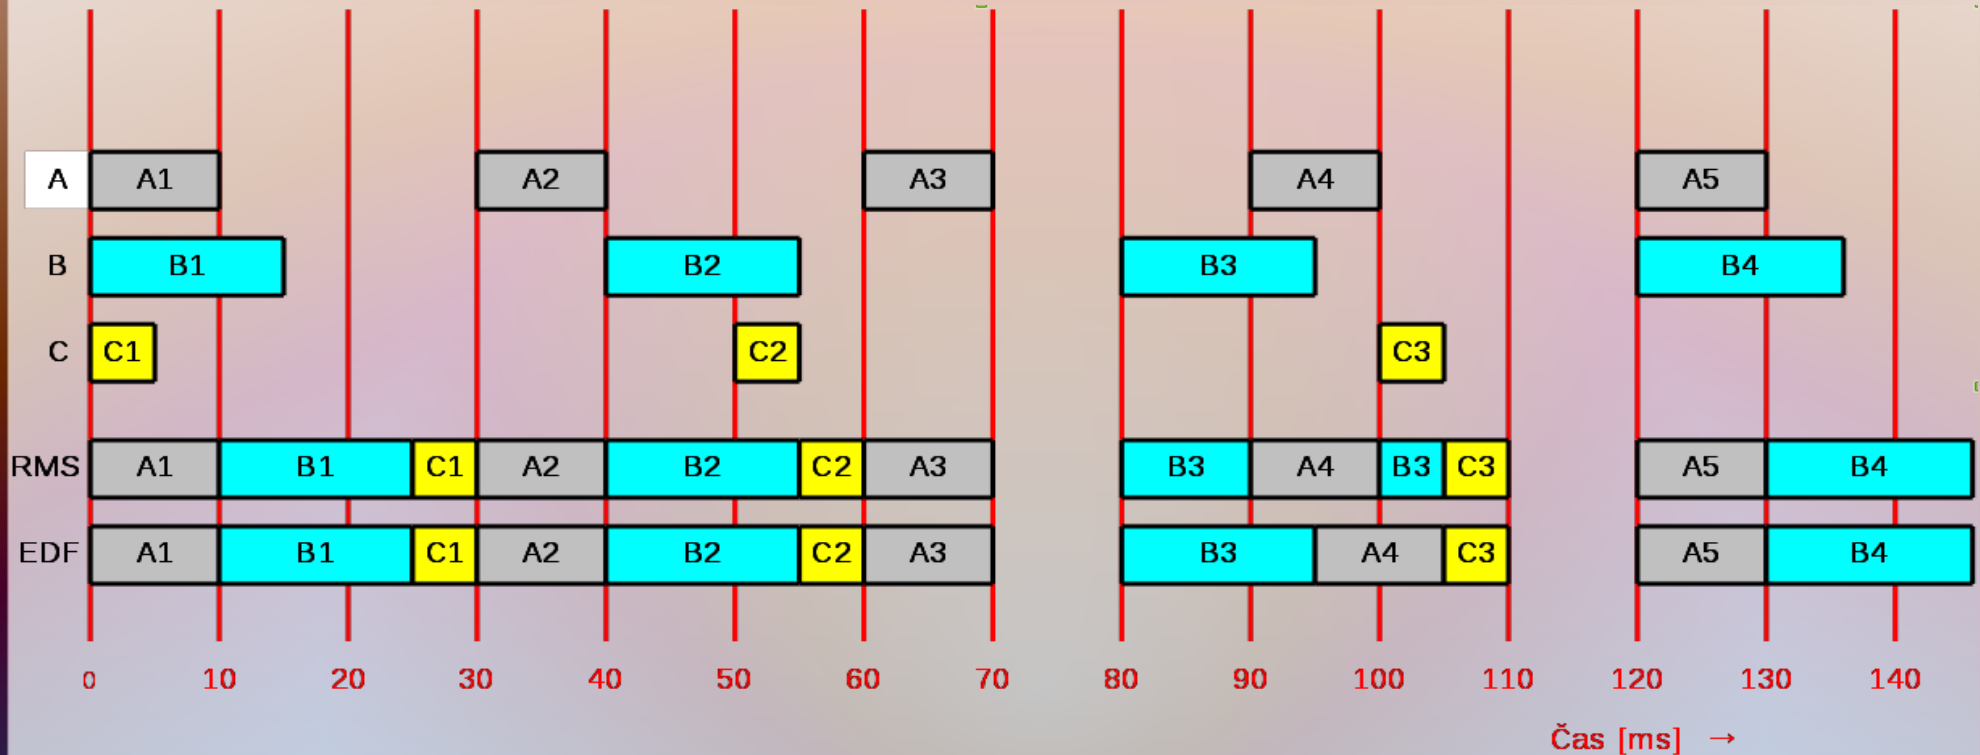 A A1 A2 A3 A4 A5
B B1 B2 B3 B4
C C1 C2 C3
RMS A1 B1 C1 A2 B2 C2 A3 B3 A4 B3 C3 A5 B4
EDF A1 B1 C1 A2 B2 C2 A3 B3 A4 C3 A5 B4
0 10 20 30 40 50 60 70 80 90 100 110 120 130 140
Čas [ms] →